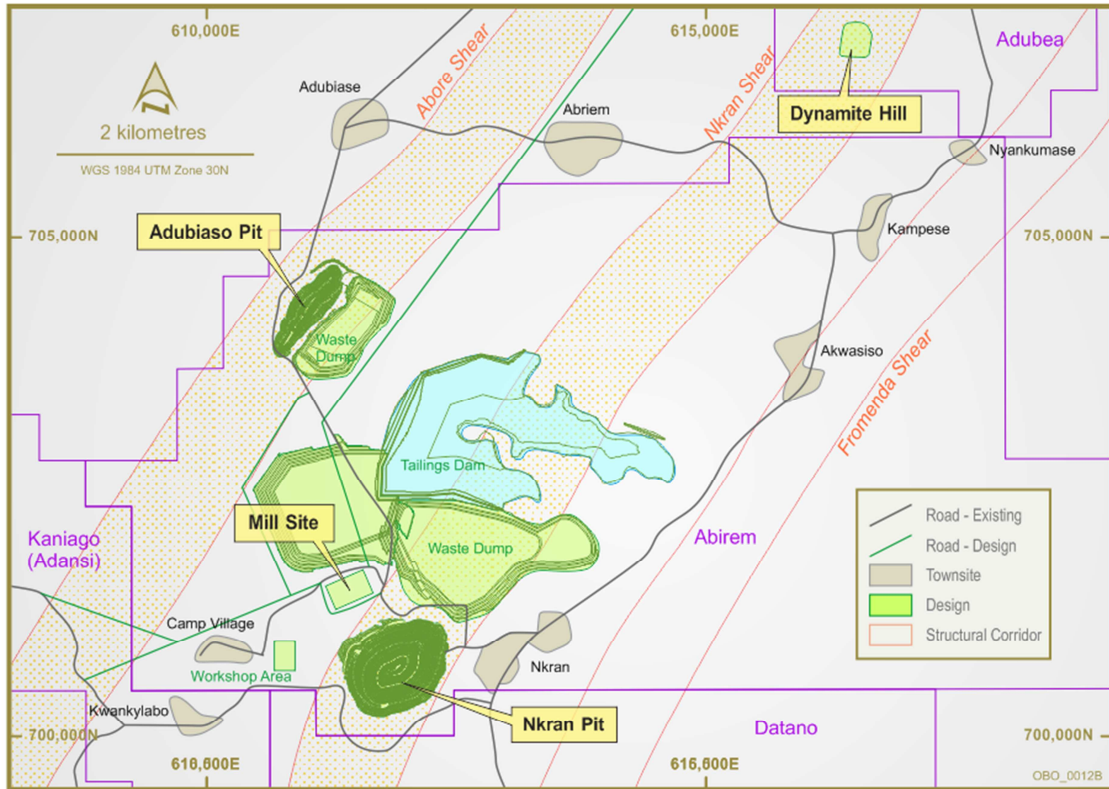 610,000E
615,000E
Adubea
Abore Shear
Nkran Shear
Adubiase
Abriem
Dynamite Hill
N
2 kilometres
WGS 1984 UTM Zone 30N
Nyankumase
705,000N
Adubiaso Pit
Kampese
705,000N
Waste
Dump
Akwasiso
Fromenda Shear
Tailings Dam
Mill Site
Kaniago
(Adansi)
Waste Dump
Abirem
Road - Existing
Road - Design
Townsite
Design
Structural Corridor
Camp Village
Workshop Area
Nkran
Kwankylabo
Nkran Pit
Datano
700,000N
700,000N
OBO_0012B